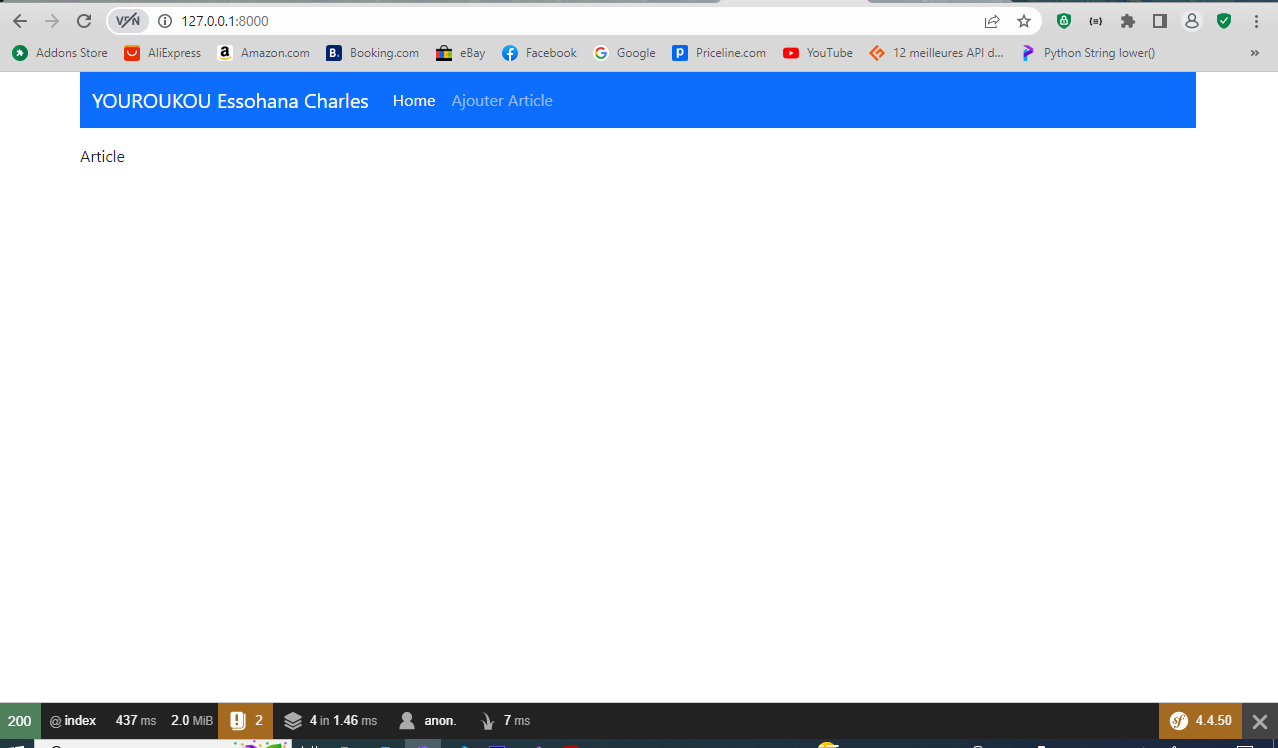 VPN 127.0.0.1:8000
Addons Store AliExpress Amazon.com B. Booking.com eBay Facebook Google Priceline.com YouTube 12 meilleures API d... Python String lower() »
YOUROUKOU Essohana Charles Home Ajouter Article
Article
200 @ index 437 ms 2.0 MiB 2 4 in 1.46 ms anon. 7 ms sf 4.4.50